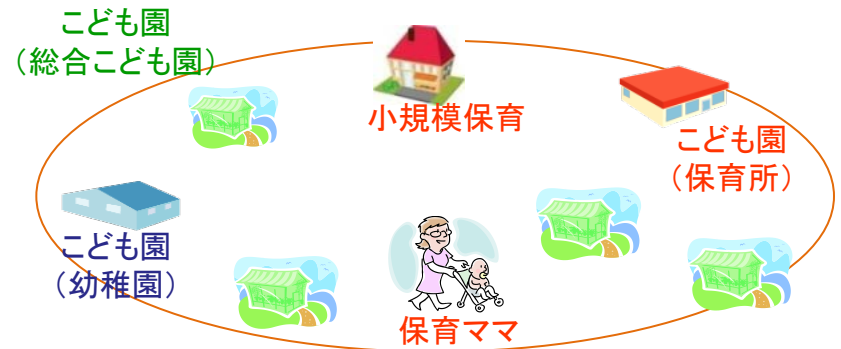 こども園
（総合こども園）
小規模保育
こども園
（保育所）
こども園
（幼稚園）
保育ママ